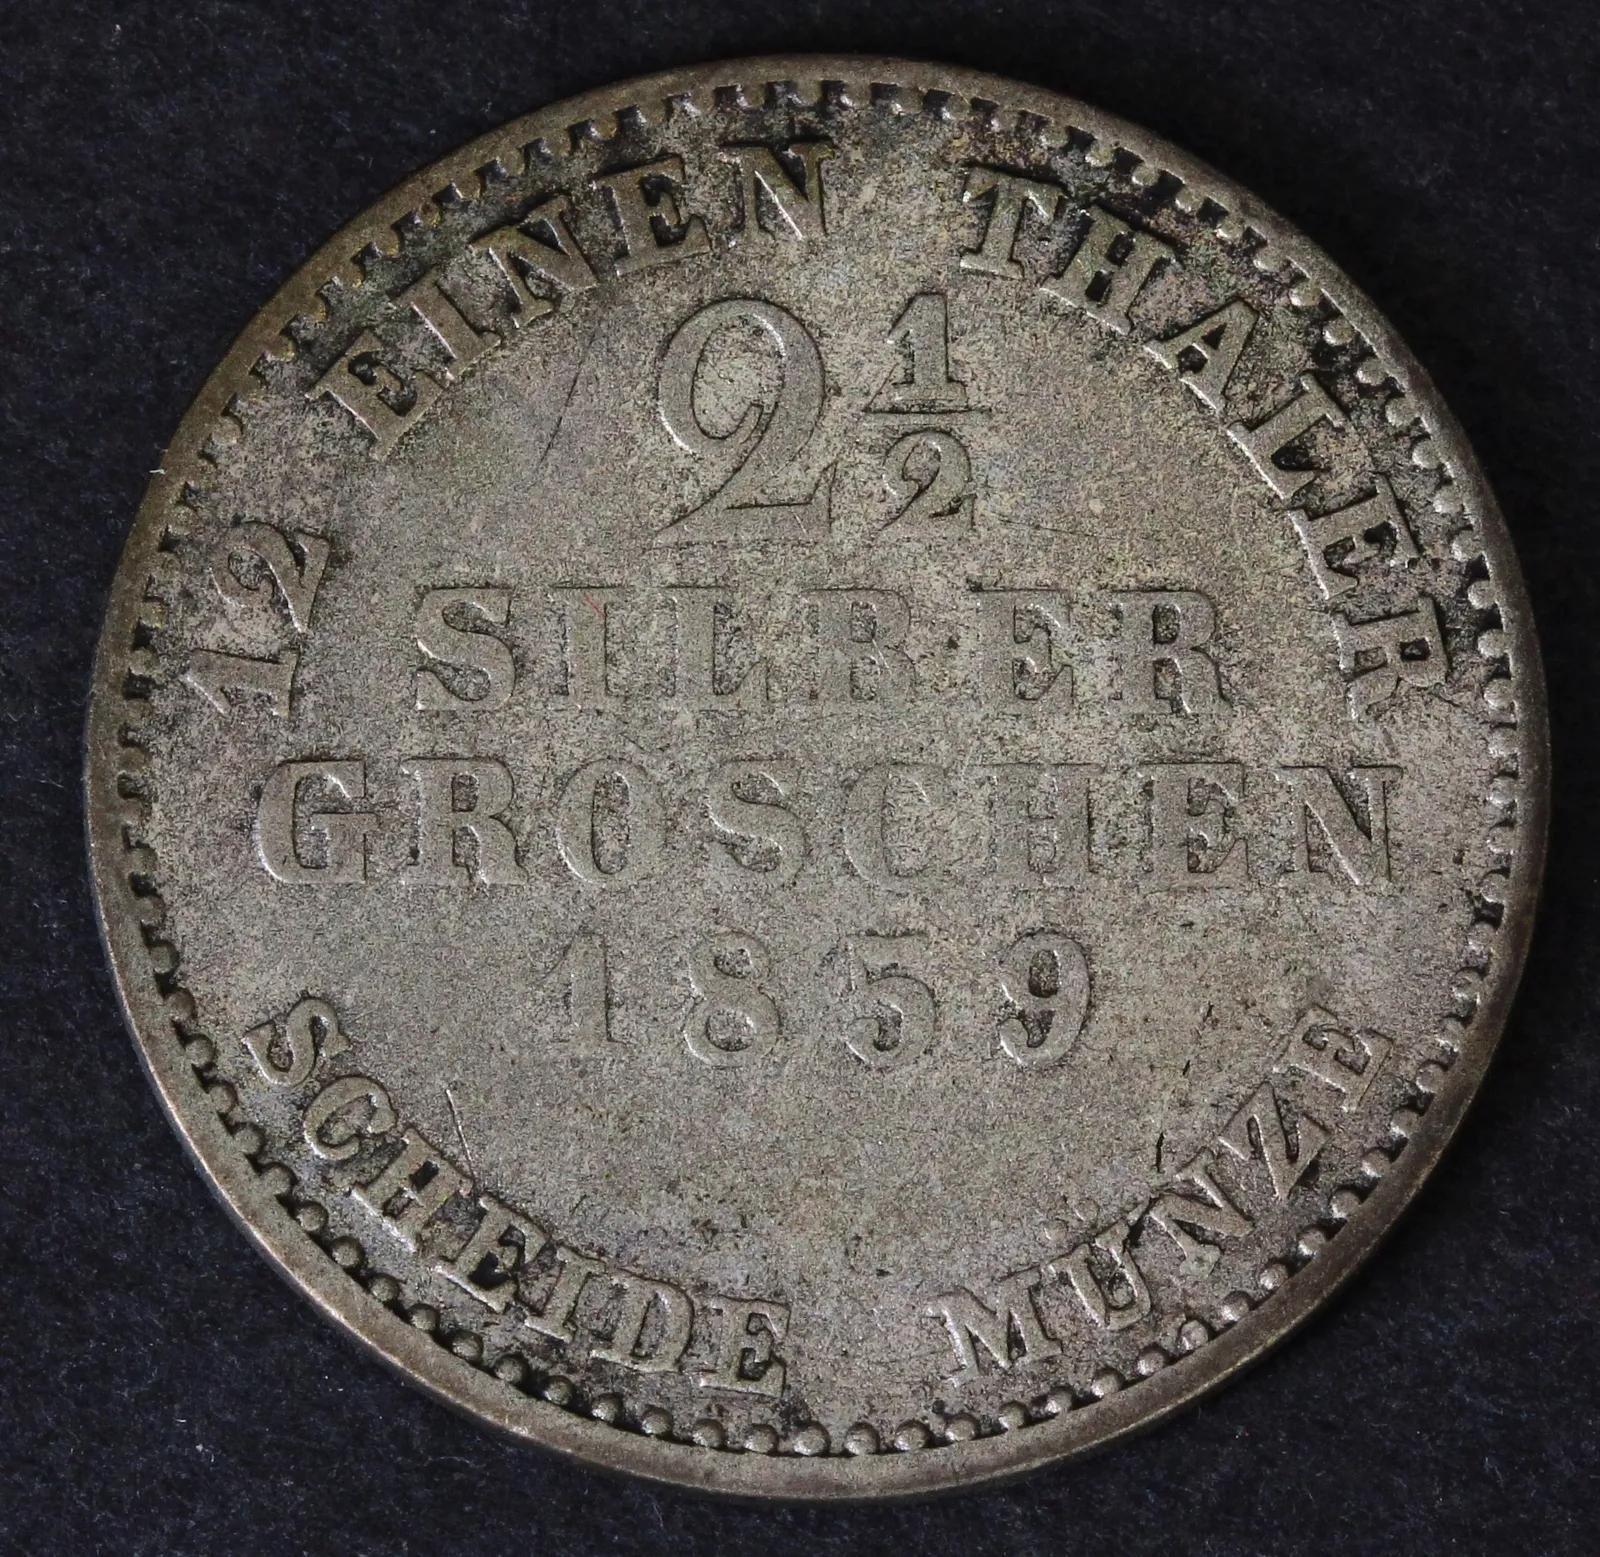 12 EINEN THALER
2 1/2
SILBER
GROSCHEN
1859
SCHEIDE MÜNZE